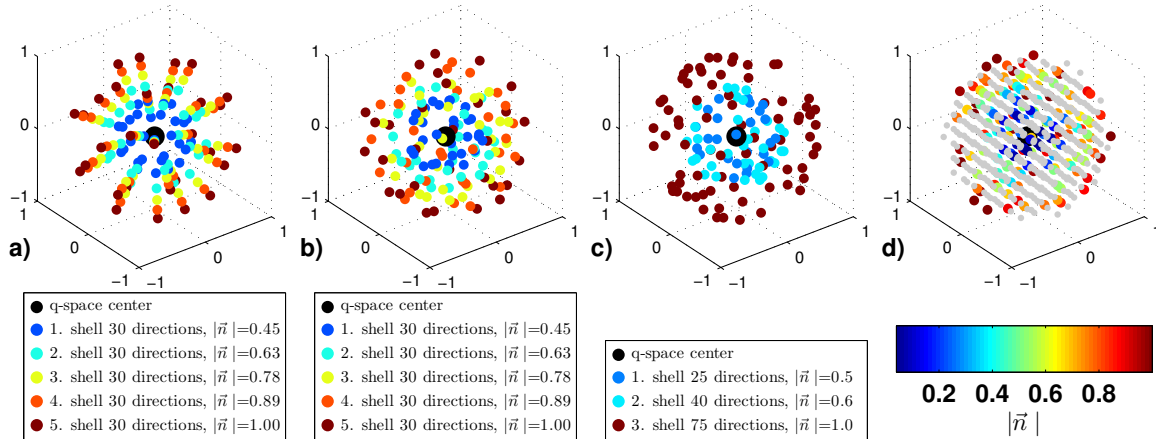 1
0
−1
1
0
−1
−1
0
1
a)
1
0
−1
1
0
−1
−1
0
1
b)
1
0
−1
1
0
−1
−1
0
1
c)
1
0
−1
1
0
−1
−1
0
1
d)
q-space center
1. shell 30 directions, |n⃗ |=0.45
2. shell 30 directions, |n⃗ |=0.63
3. shell 30 directions, |n⃗ |=0.78
4. shell 30 directions, |n⃗ |=0.89
5. shell 30 directions, |n⃗ |=1.00
q-space center
1. shell 30 directions, |n⃗ |=0.45
2. shell 30 directions, |n⃗ |=0.63
3. shell 30 directions, |n⃗ |=0.78
4. shell 30 directions, |n⃗ |=0.89
5. shell 30 directions, |n⃗ |=1.00
q-space center
1. shell 25 directions, |n⃗ |=0.5
2. shell 40 directions, |n⃗ |=0.6
3. shell 75 directions, |n⃗ |=1.0
0.2 0.4 0.6 0.8
|n⃗ |